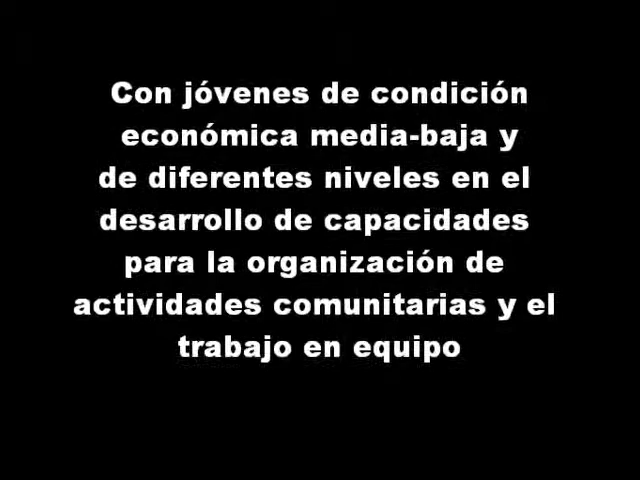 Con jóvenes de condición
económica media-baja y
de diferentes niveles en el
desarrollo de capacidades
para la organización de
actividades comunitarias y el
trabajo en equipo